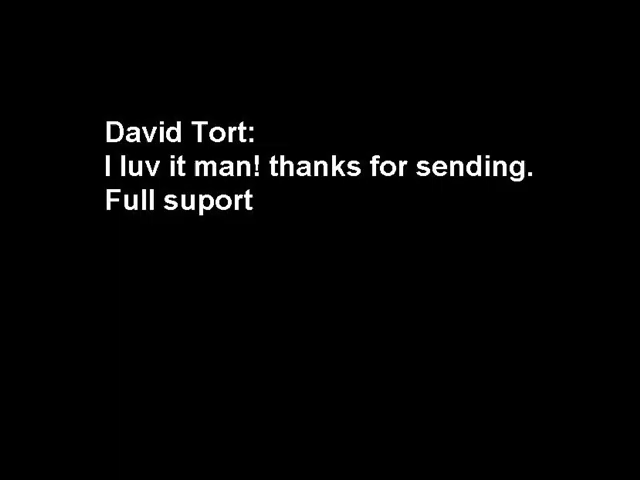 David Tort:
I luv it man! thanks for sending.
Full suport